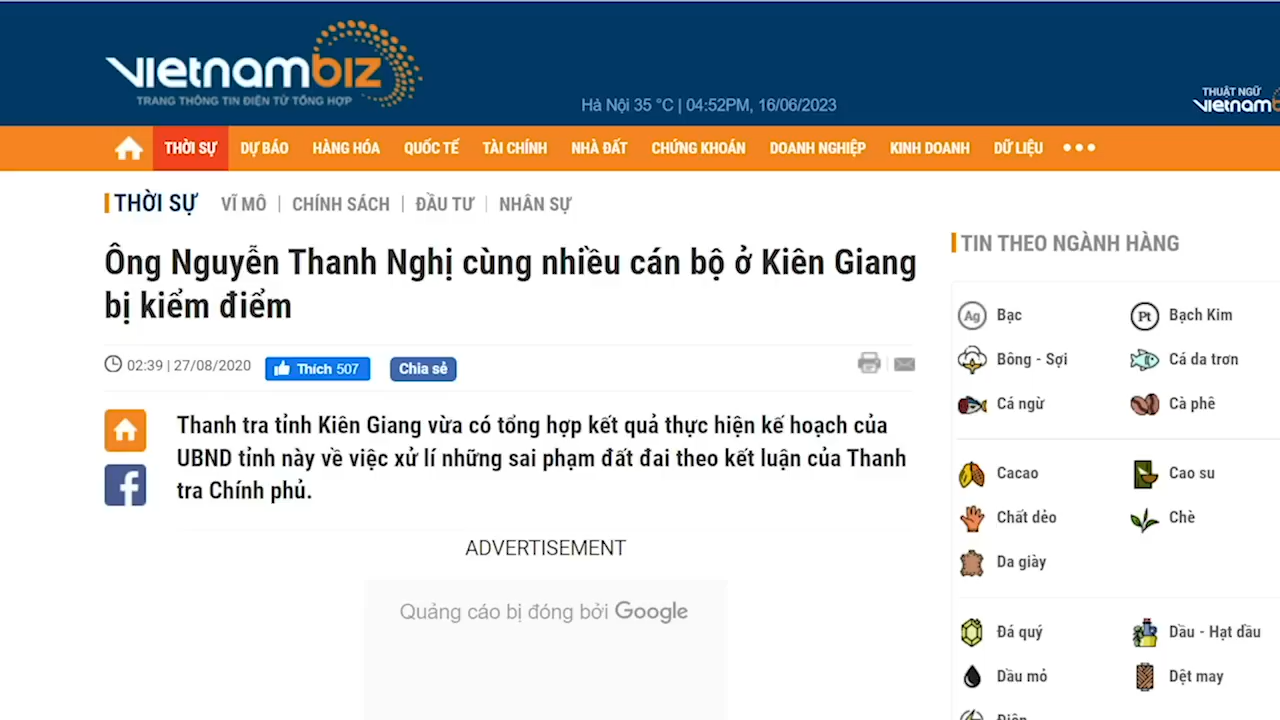 vietnambiz
TRANG THÔNG TIN ĐIỆN TỬ TỔNG HỢP
Hà Nội 35 °C | 04:52PM, 16/06/2023
THUẬT NGỮ
THỜI SỰ DỰ BÁO HÀNG HÓA QUỐC TẾ TÀI CHÍNH NHÀ ĐẤT CHỨNG KHOÁN DOANH NGHIỆP KINH DOANH DỮ LIỆU
THỜI SỰ VĨ MÔ | CHÍNH SÁCH | ĐẦU TƯ | NHÂN SỰ
Ông Nguyễn Thanh Nghị cùng nhiều cán bộ ở Kiên Giang
bị kiểm điểm
02:39 | 27/08/2020 Thích 507 Chia sẻ
Thanh tra tỉnh Kiên Giang vừa có tổng hợp kết quả thực hiện kế hoạch của
UBND tỉnh này về việc xử lí những sai phạm đất đai theo kết luận của Thanh
tra Chính phủ.
ADVERTISEMENT
Quảng cáo bị đóng bởi Google
TIN THEO NGÀNH HÀNG
Ag Bạc Pt Bạch Kim
Bông - Sợi Cá da trơn
Cá ngừ Cà phê
Cacao Cao su
Chất dẻo Chè
Da giày
Đá quý Dầu - Hạt dầu
Dầu mỏ Dệt may